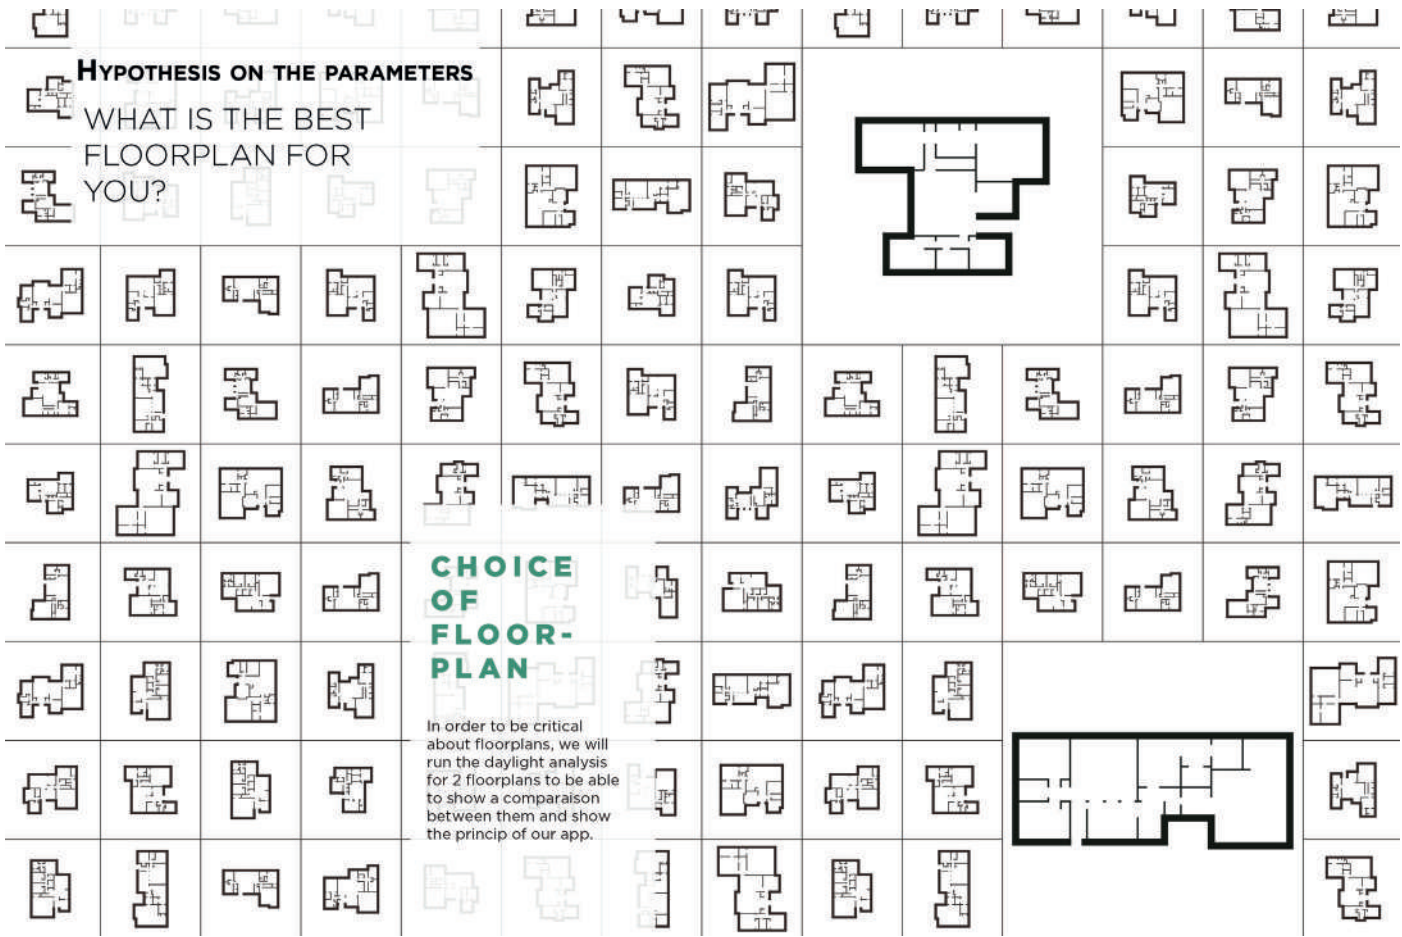 HYPOTHESIS ON THE PARAMETERS
WHAT IS THE BEST
FLOORPLAN FOR
YOU?
CHOICE
OF
FLOOR-
PLAN
In order to be critical
about floorplans, we will
run the daylight analysis
for 2 floorplans to be able
to show a comparaison
between them and show
the princip of our app.